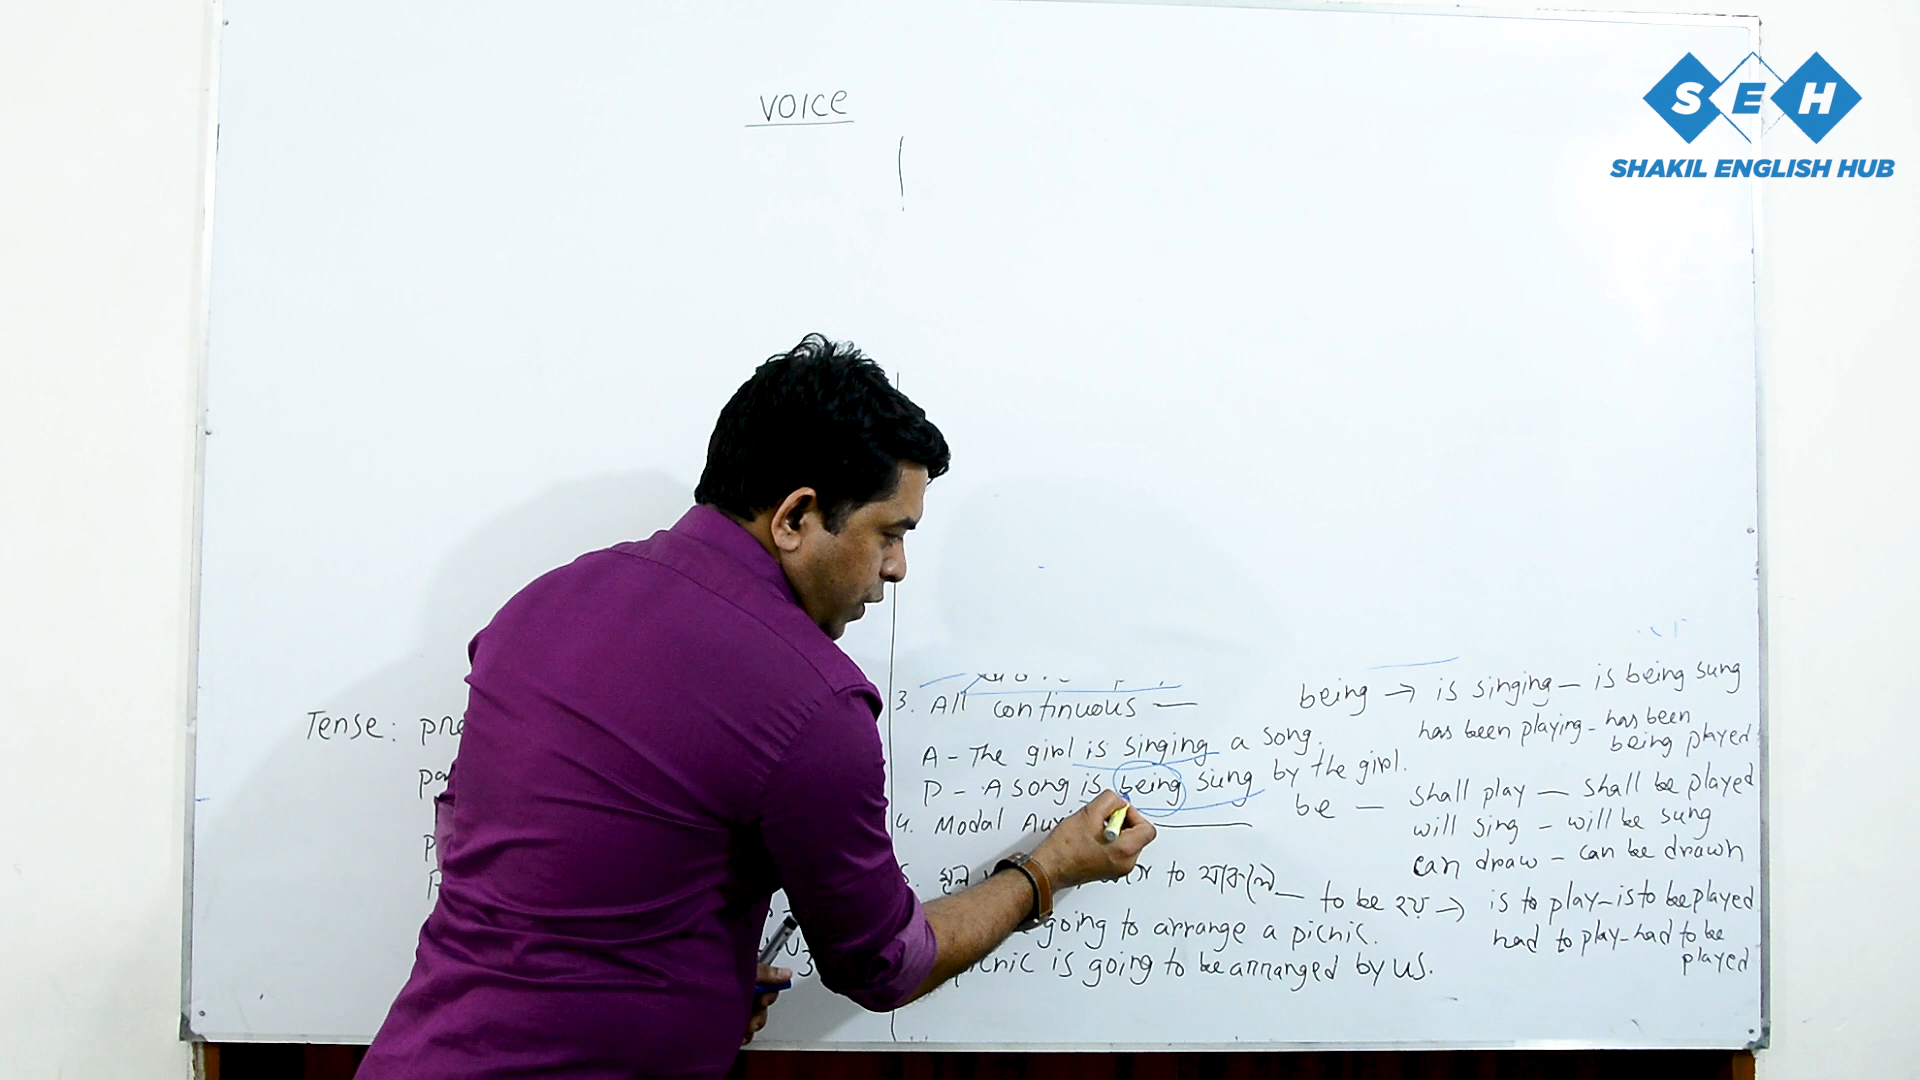 VOICE
S E H
SHAKIL ENGLISH HUB
Tense:
3. All continuous — being → is singing – is being sung
has been playing – has been being played
A – The girl is singing a song.
P – A song is being sung by the girl.
4. Modal — be — shall play — shall be played
will sing – will be sung
can draw – can be drawn
মূল to থাকলে – to be হয় → is to play – is to be played
had to play – had to be played
going to arrange a picnic.
picnic is going to be arranged by us.